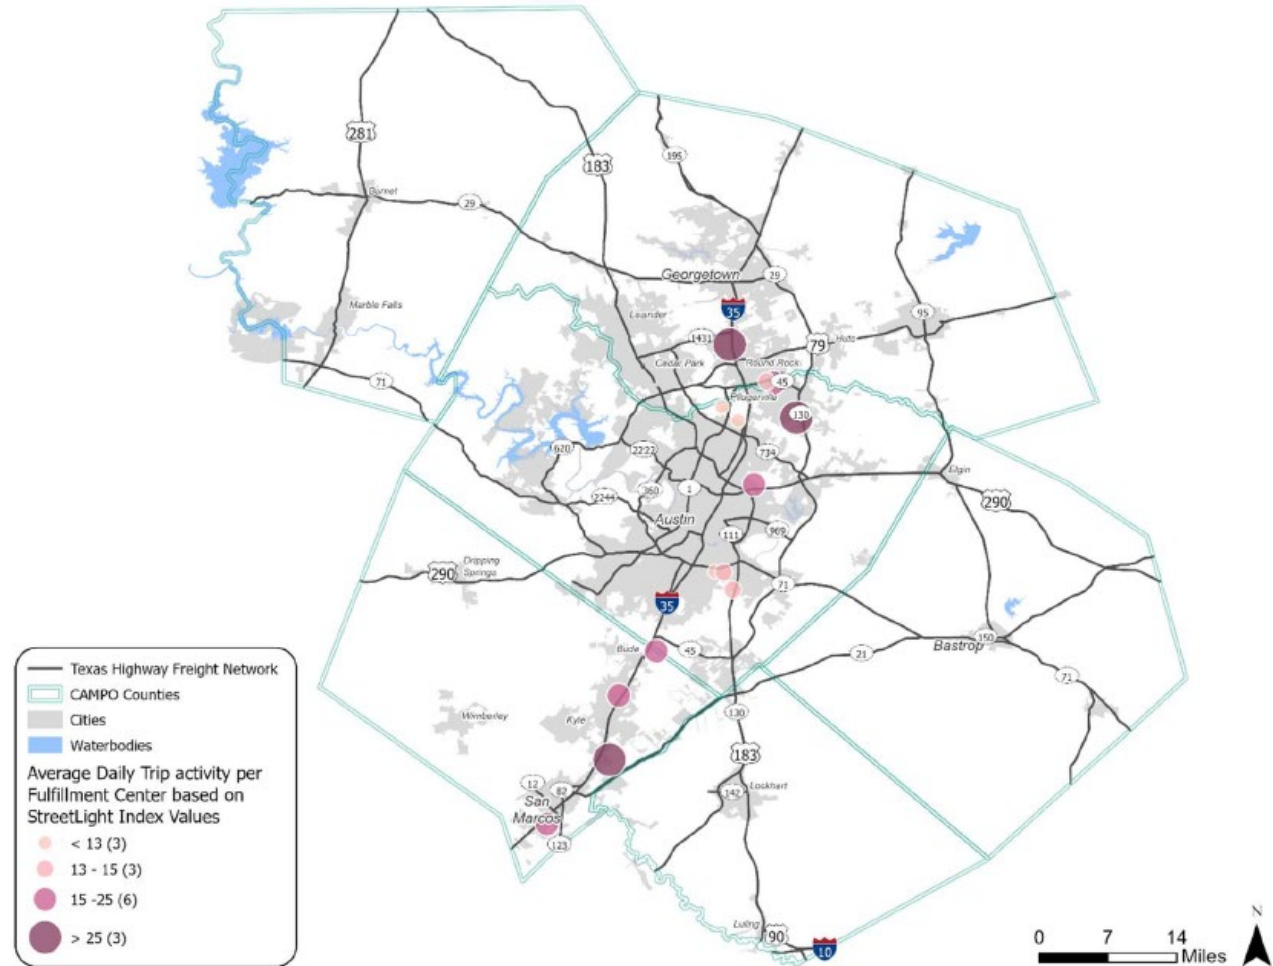 281
183
195
Burnet
29
Georgetown
29
35
Marble Falls
Leander
95
1431
79
Hutto
Cedar Park
Round Rock
45
71
Pflugerville
130
620
2222
734
Elgin
2244
360
1
290
Austin
111
969
290
Dripping
Springs
71
35
150
Bastrop
Buda
45
21
71
Wimberley
Kyle
130
183
12
82
San
Marcos
142
Lockhart
123
Luling
90
10
Texas Highway Freight Network
CAMPO Counties
Cities
Waterbodies
Average Daily Trip activity per
Fulfillment Center based on
StreetLight Index Values
< 13 (3)
13 - 15 (3)
15 -25 (6)
> 25 (3)
0 7 14
Miles
N